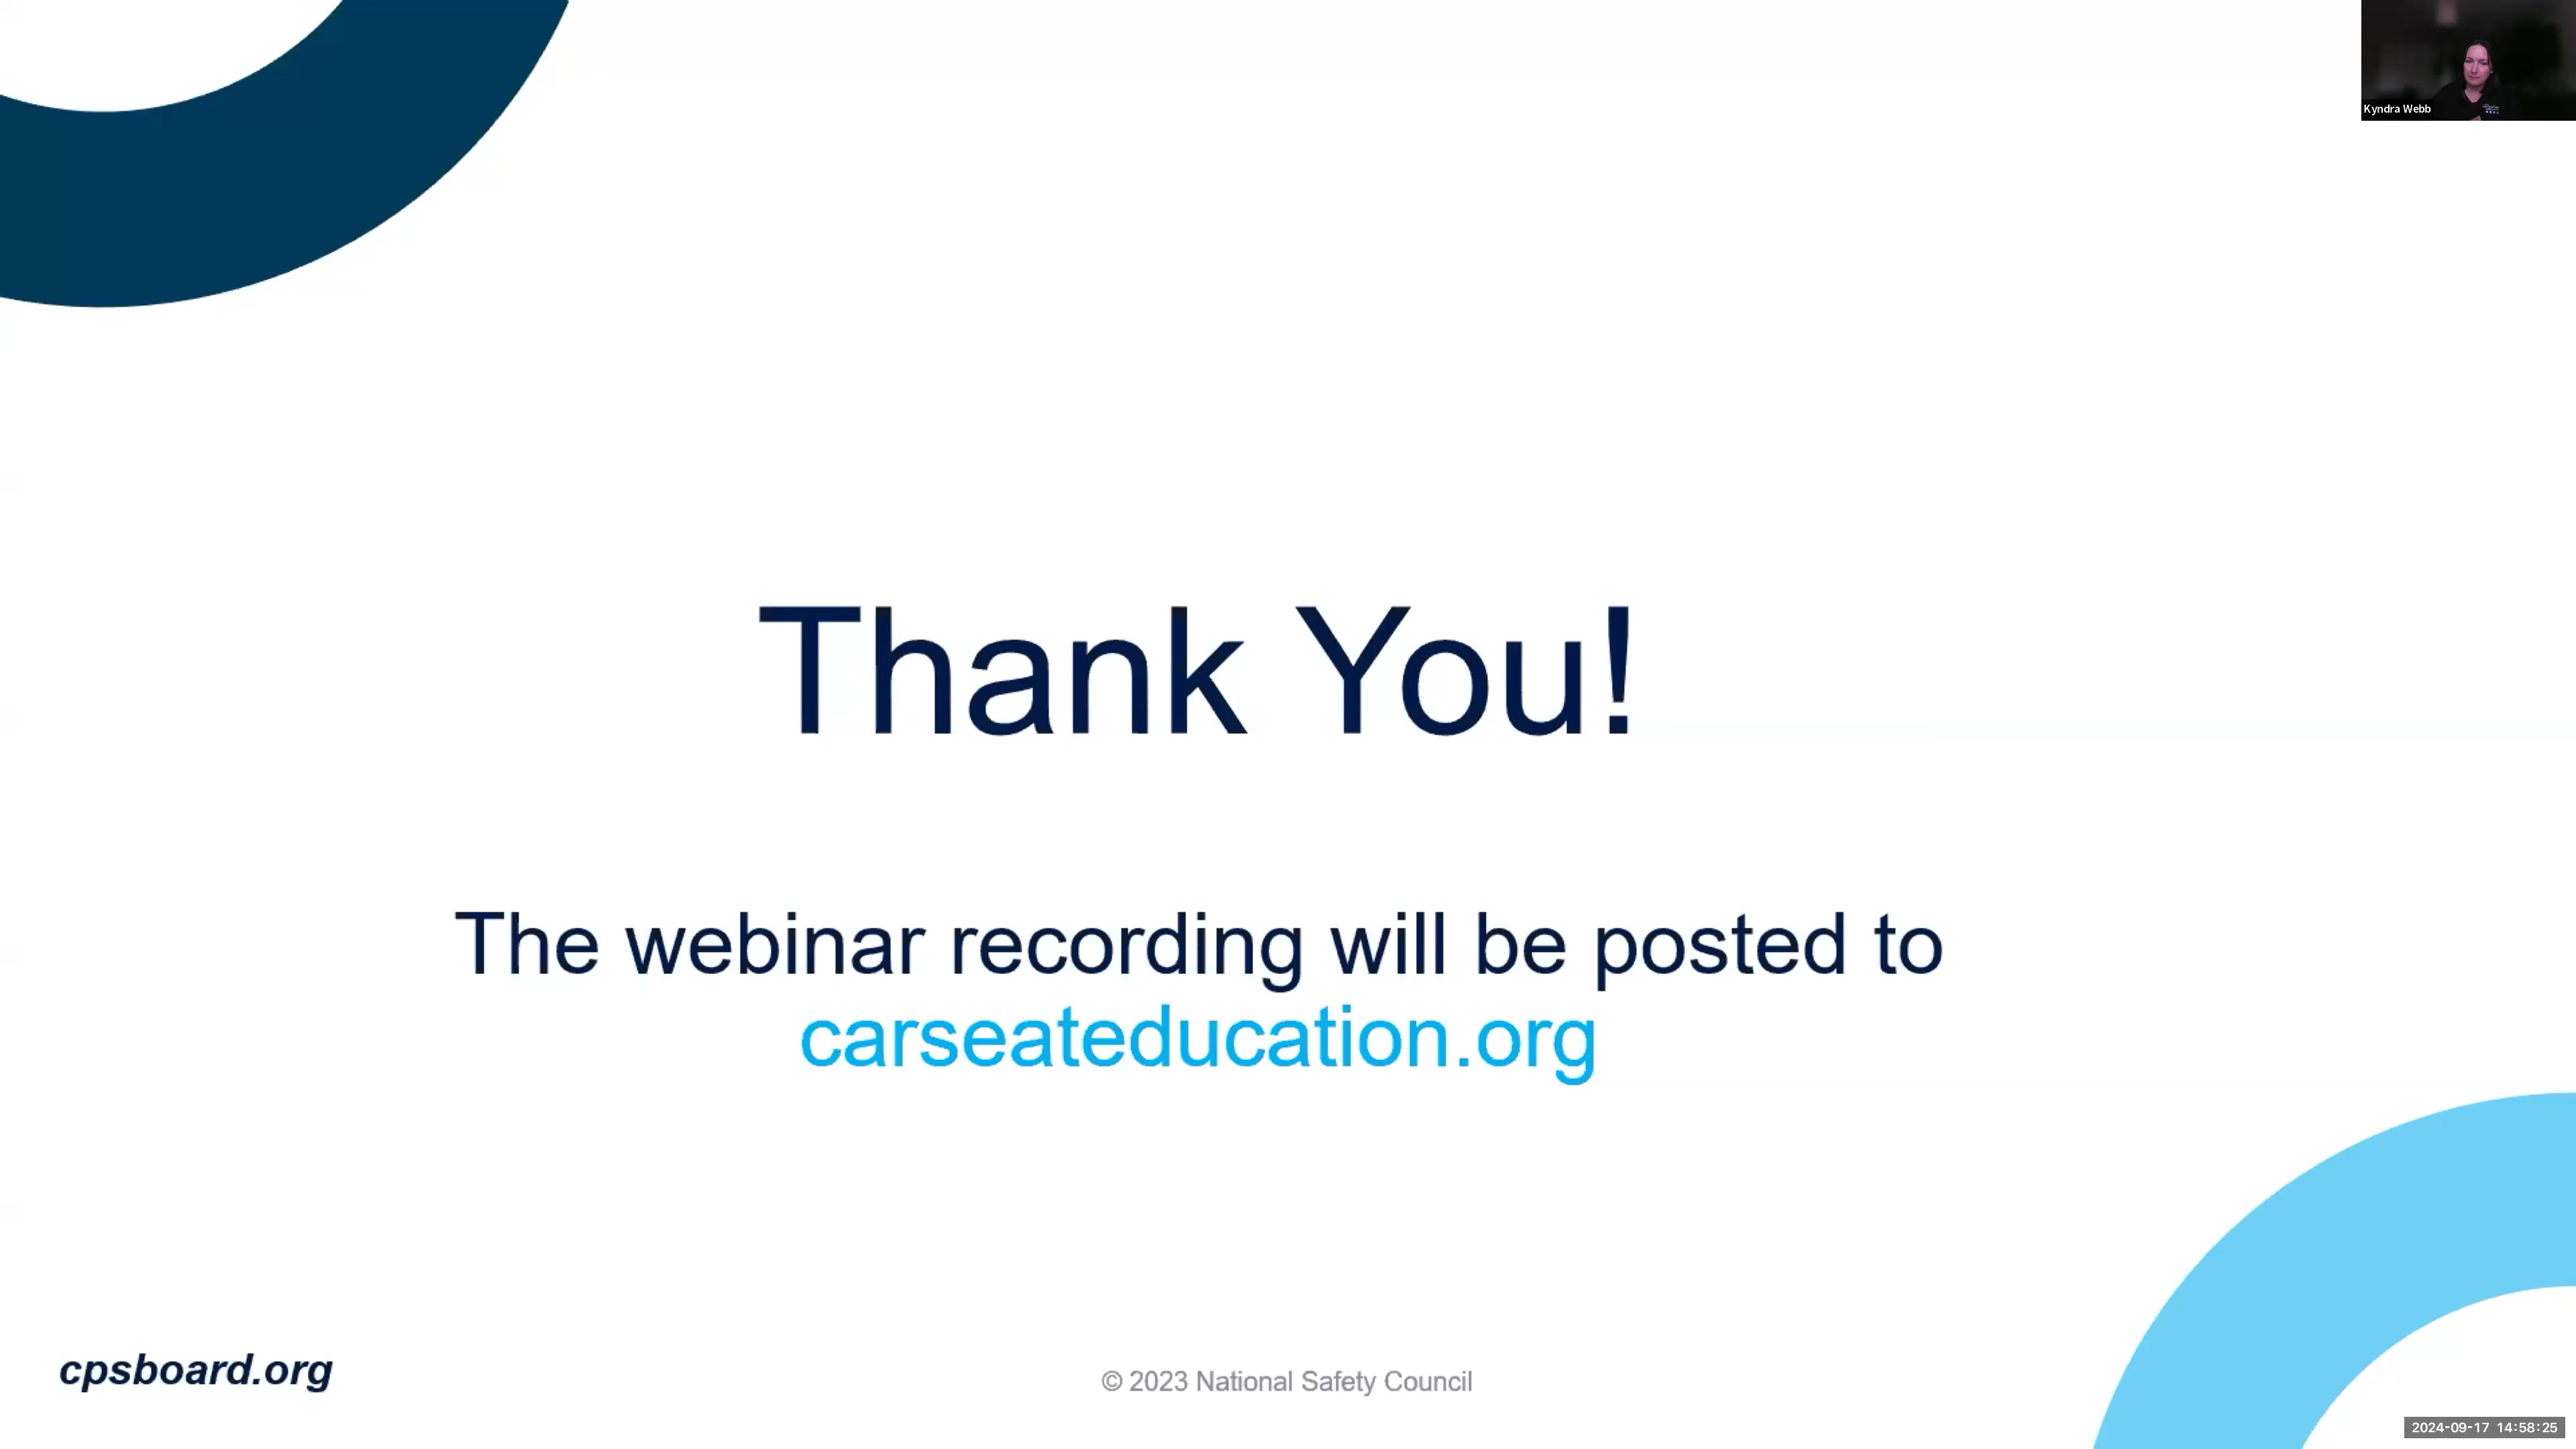 Kyndra Webb
Thank You!
The webinar recording will be posted to
carseateducation.org
cpsboard.org
© 2023 National Safety Council
2024-09-17 14:58:25